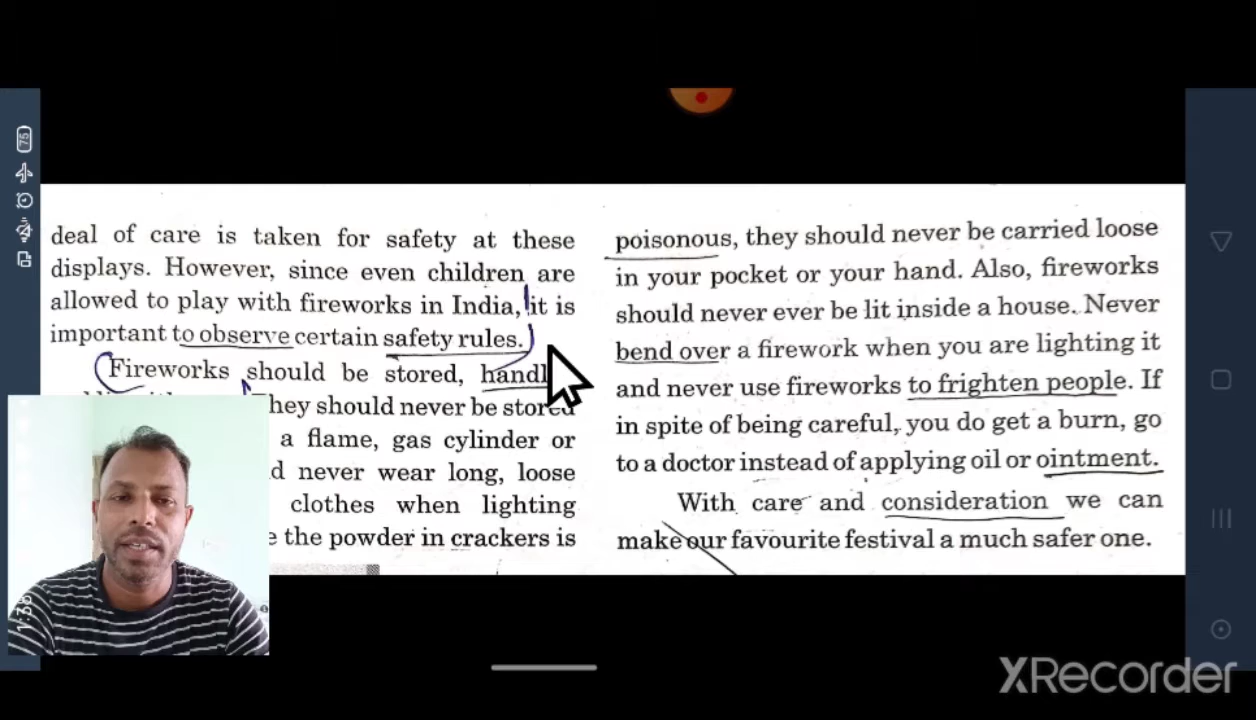 deal of care is taken for safety at these
displays. However, since even children are
allowed to play with fireworks in India, it is
important to observe certain safety rules.
Fireworks should be stored, handl
They should never be stored
a flame, gas cylinder or
never wear long, loose
clothes when lighting
the powder in crackers is
poisonous, they should never be carried loose
in your pocket or your hand. Also, fireworks
should never ever be lit inside a house. Never
bend over a firework when you are lighting it
and never use fireworks to frighten people. If
in spite of being careful, you do get a burn, go
to a doctor instead of applying oil or ointment.
With care and consideration we can
make our favourite festival a much safer one.
75
XRecorder